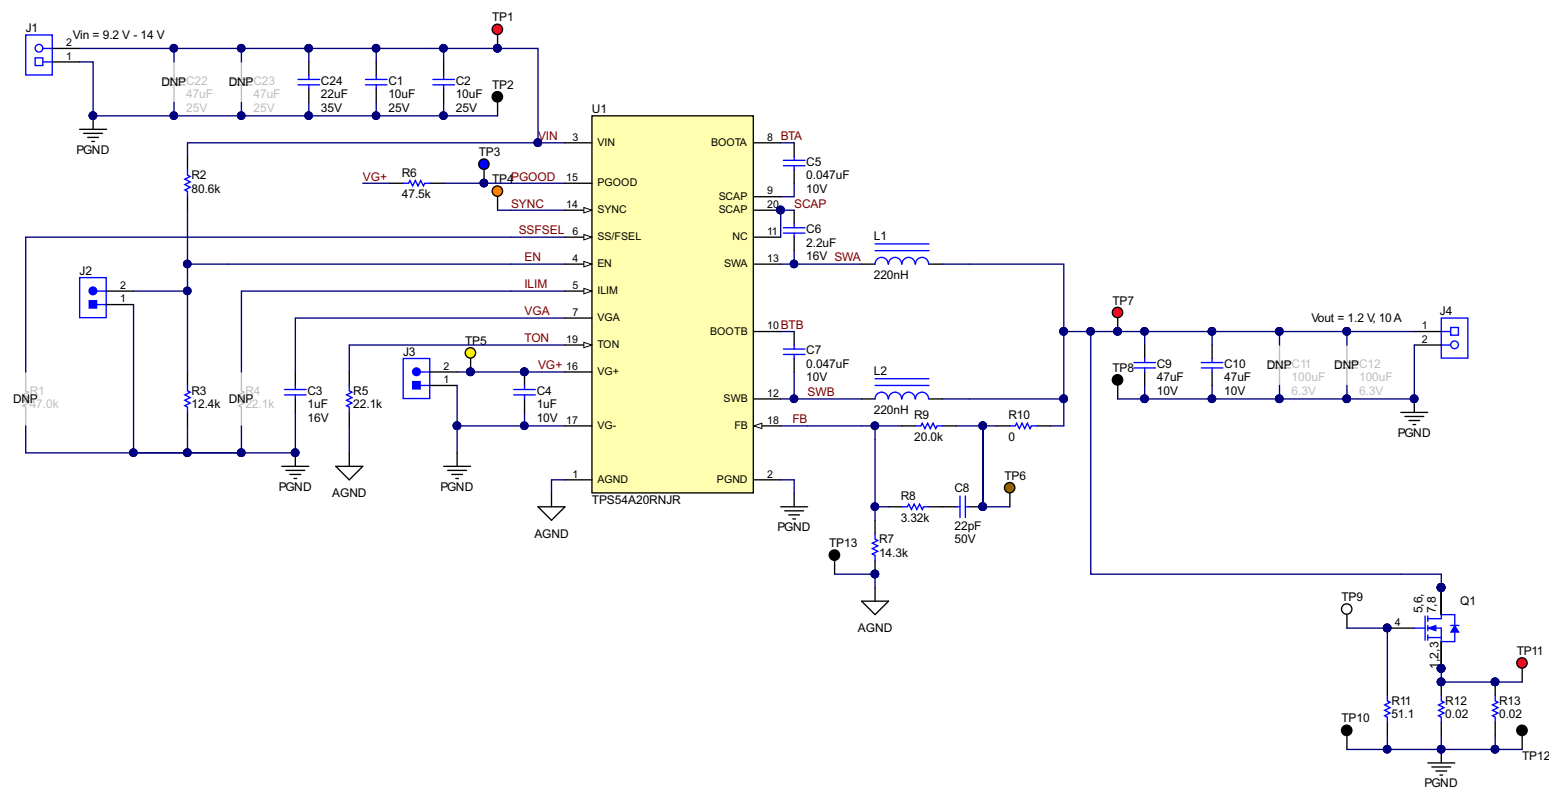 J1
Vin = 9.2 V - 14 V
2
1
PGND
DNP
C22
47uF
25V
DNP
C23
47uF
25V
C24
22uF
35V
C1
10uF
25V
C2
10uF
25V
TP1
TP2
U1
VIN
3
VIN
VG+
R6
47.5k
TP3
TP4
PGOOD
15
PGOOD
SYNC
14
SYNC
SSFSEL
6
SS/FSEL
R2
80.6k
EN
4
EN
J2
2
1
ILIM
5
ILIM
VGA
7
VGA
TON
19
TON
J3
2
1
TP5
VG+
16
VG+
DNP
R1
47.0k
R3
12.4k
DNP
R4
22.1k
C3
1uF
16V
R5
22.1k
C4
1uF
10V
17
VG-
PGND
AGND
PGND
1
AGND
AGND
TPS54A20RNJR
BOOTA
8
BTA
C5
0.047uF
10V
SCAP
9
SCAP
20
SCAP
NC
11
C6
2.2uF
16V
SWA
13
SWA
L1
220nH
BOOTB
10
BTB
C7
0.047uF
10V
SWB
12
SWB
L2
220nH
FB
18
FB
R9
20.0k
R10
0
PGND
2
PGND
R8
3.32k
C8
22pF
50V
TP6
TP13
R7
14.3k
AGND
TP7
TP8
C9
47uF
10V
C10
47uF
10V
DNP
C11
100uF
6.3V
DNP
C12
100uF
6.3V
Vout = 1.2 V, 10 A
J4
1
2
PGND
TP9
4
5,6,
7,8
Q1
1,2,3
TP11
R11
51.1
R12
0.02
R13
0.02
TP10
TP12
PGND